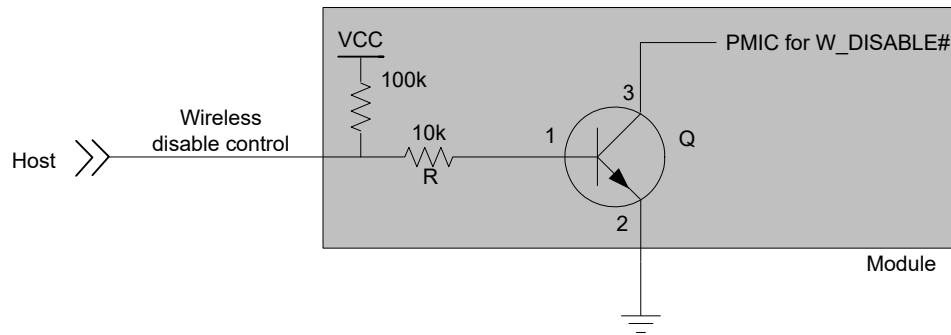 VCC
PMIC for W_DISABLE#
100k
3
Wireless
disable control
10k
1
Q
Host
R
2
Module